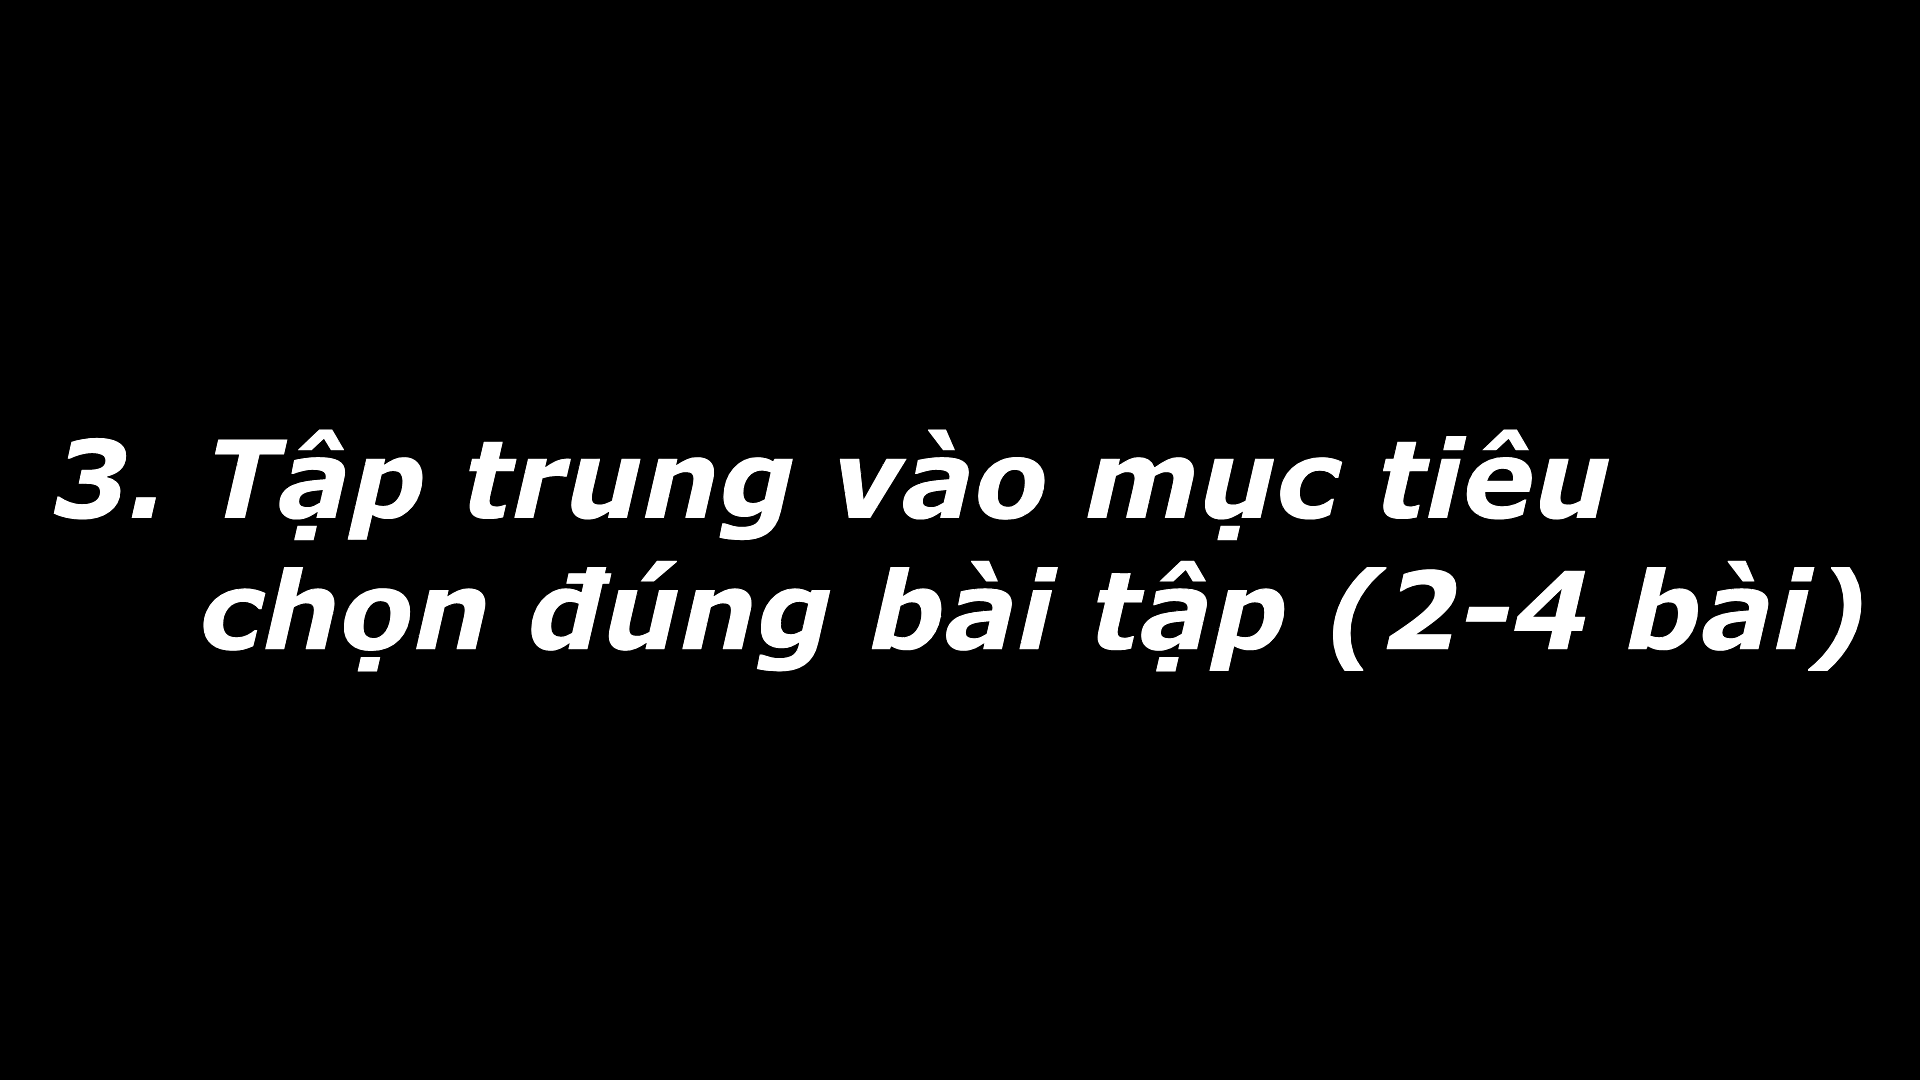 3. Tập trung vào mục tiêu
chọn đúng bài tập (2-4 bài)